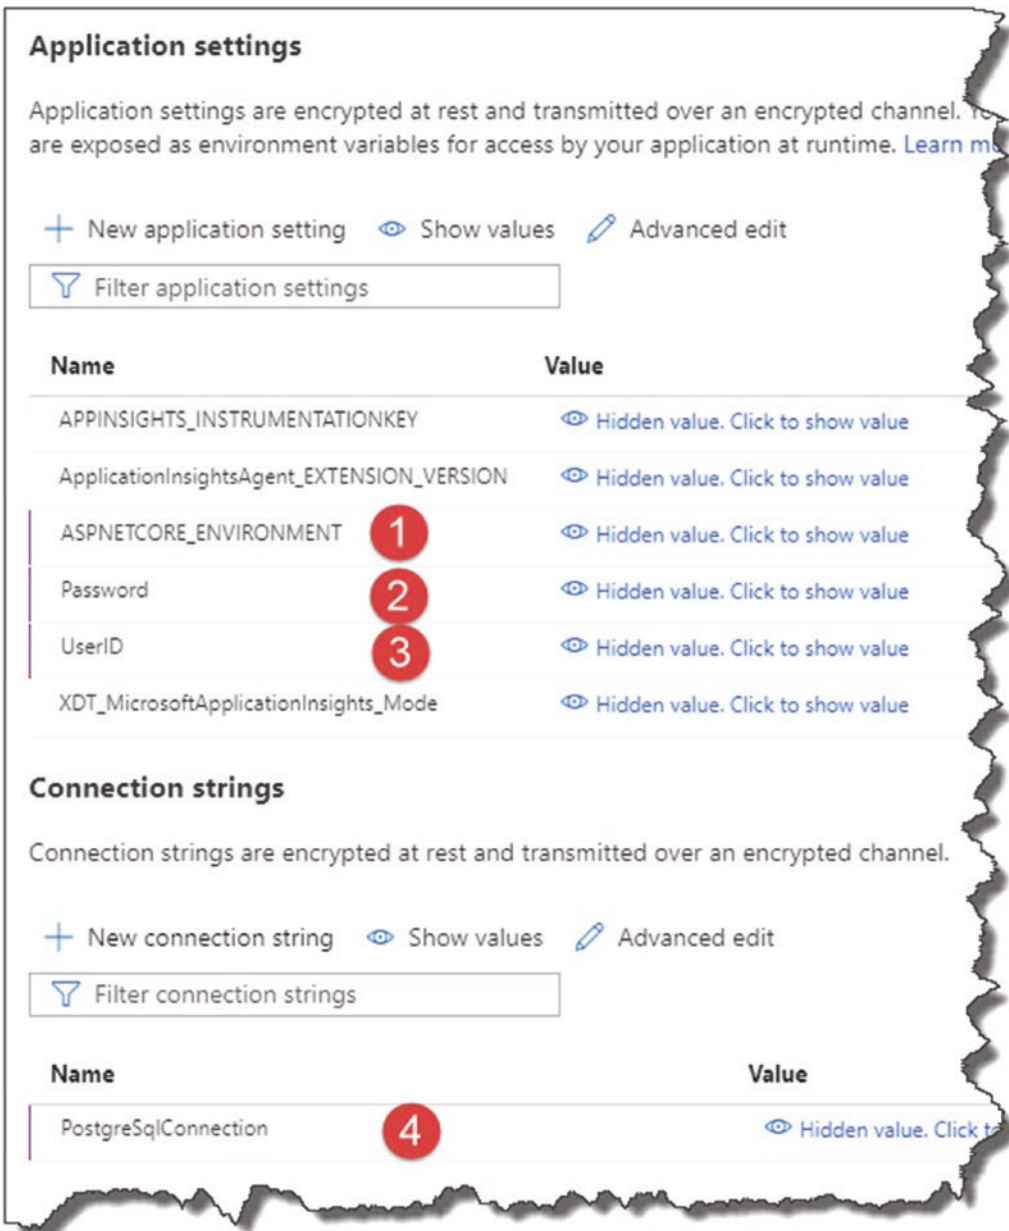 Application settings
Application settings are encrypted at rest and transmitted over an encrypted channel.
are exposed as environment variables for access by your application at runtime. Learn
New application setting Show values Advanced edit
Filter application settings
Name Value
APPINSIGHTS_INSTRUMENTATIONKEY Hidden value. Click to show value
ApplicationInsightsAgent_EXTENSION_VERSION Hidden value. Click to show value
ASPNETCORE_ENVIRONMENT 1 Hidden value. Click to show value
Password 2 Hidden value. Click to show value
UserID 3 Hidden value. Click to show value
XDT_MicrosoftApplicationInsights_Mode Hidden value. Click to show value
Connection strings
Connection strings are encrypted at rest and transmitted over an encrypted channel.
New connection string Show values Advanced edit
Filter connection strings
Name Value
PostgreSqlConnection 4 Hidden value. Click